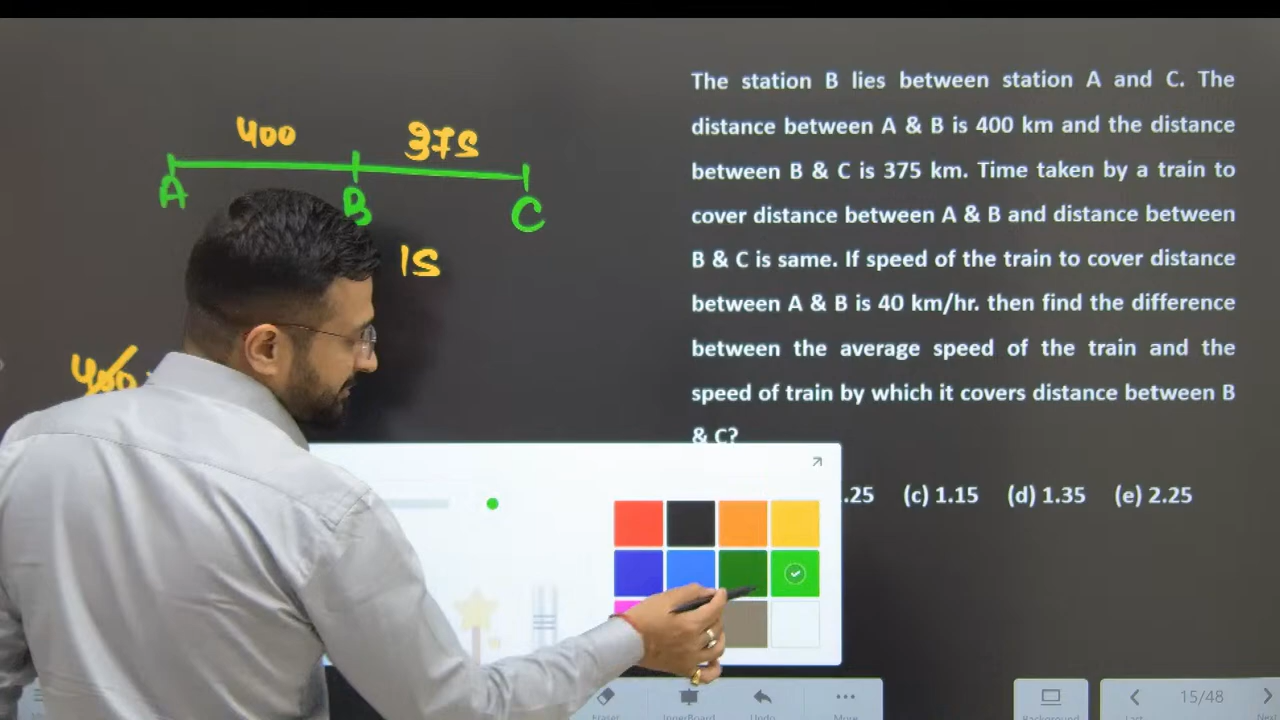 400 375
A B C
15
400
The station B lies between station A and C. The
distance between A & B is 400 km and the distance
between B & C is 375 km. Time taken by a train to
cover distance between A & B and distance between
B & C is same. If speed of the train to cover distance
between A & B is 40 km/hr. then find the difference
between the average speed of the train and the
speed of train by which it covers distance between B
& C?
.25 (c) 1.15 (d) 1.35 (e) 2.25
15/48